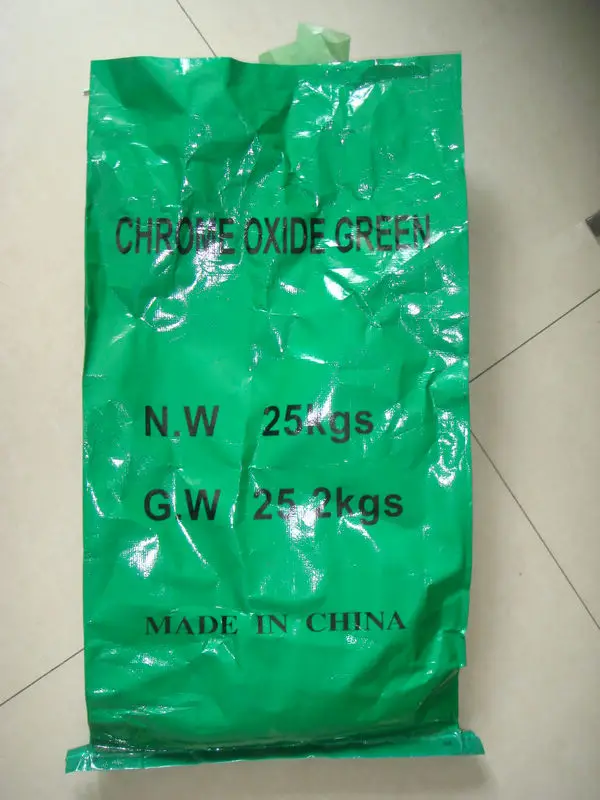 CHROME OXIDE GREEN
N.W 25kgs
G.W 25.2kgs
MADE IN CHINA